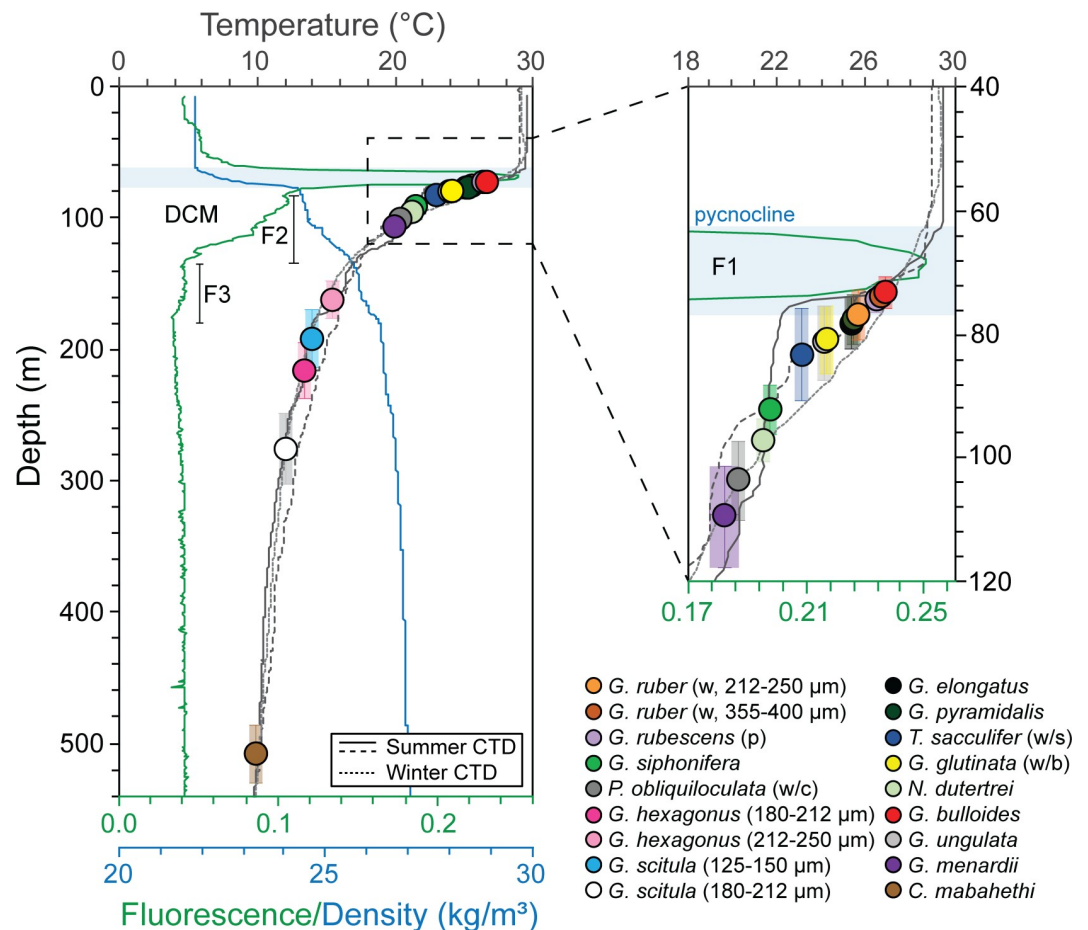 Temperature (°C)
0 10 20 30
18 22 26 30
0
100
200
300
400
500
Depth (m)
DCM
F2
F3
40
60
80
100
120
pycnocline
F1
0.17 0.21 0.25
Summer CTD
Winter CTD
0.0 0.1 0.2
20 25 30
Fluorescence/Density (kg/m³)
G. ruber (w, 212-250 µm)
G. ruber (w, 355-400 µm)
G. rubescens (p)
G. siphonifera
P. obliquiloculata (w/c)
G. hexagonus (180-212 µm)
G. hexagonus (212-250 µm)
G. scitula (125-150 µm)
G. scitula (180-212 µm)
G. elongatus
G. pyramidalis
T. sacculifer (w/s)
G. glutinata (w/b)
N. dutertrei
G. bulloides
G. ungulata
G. menardii
C. mabahethi